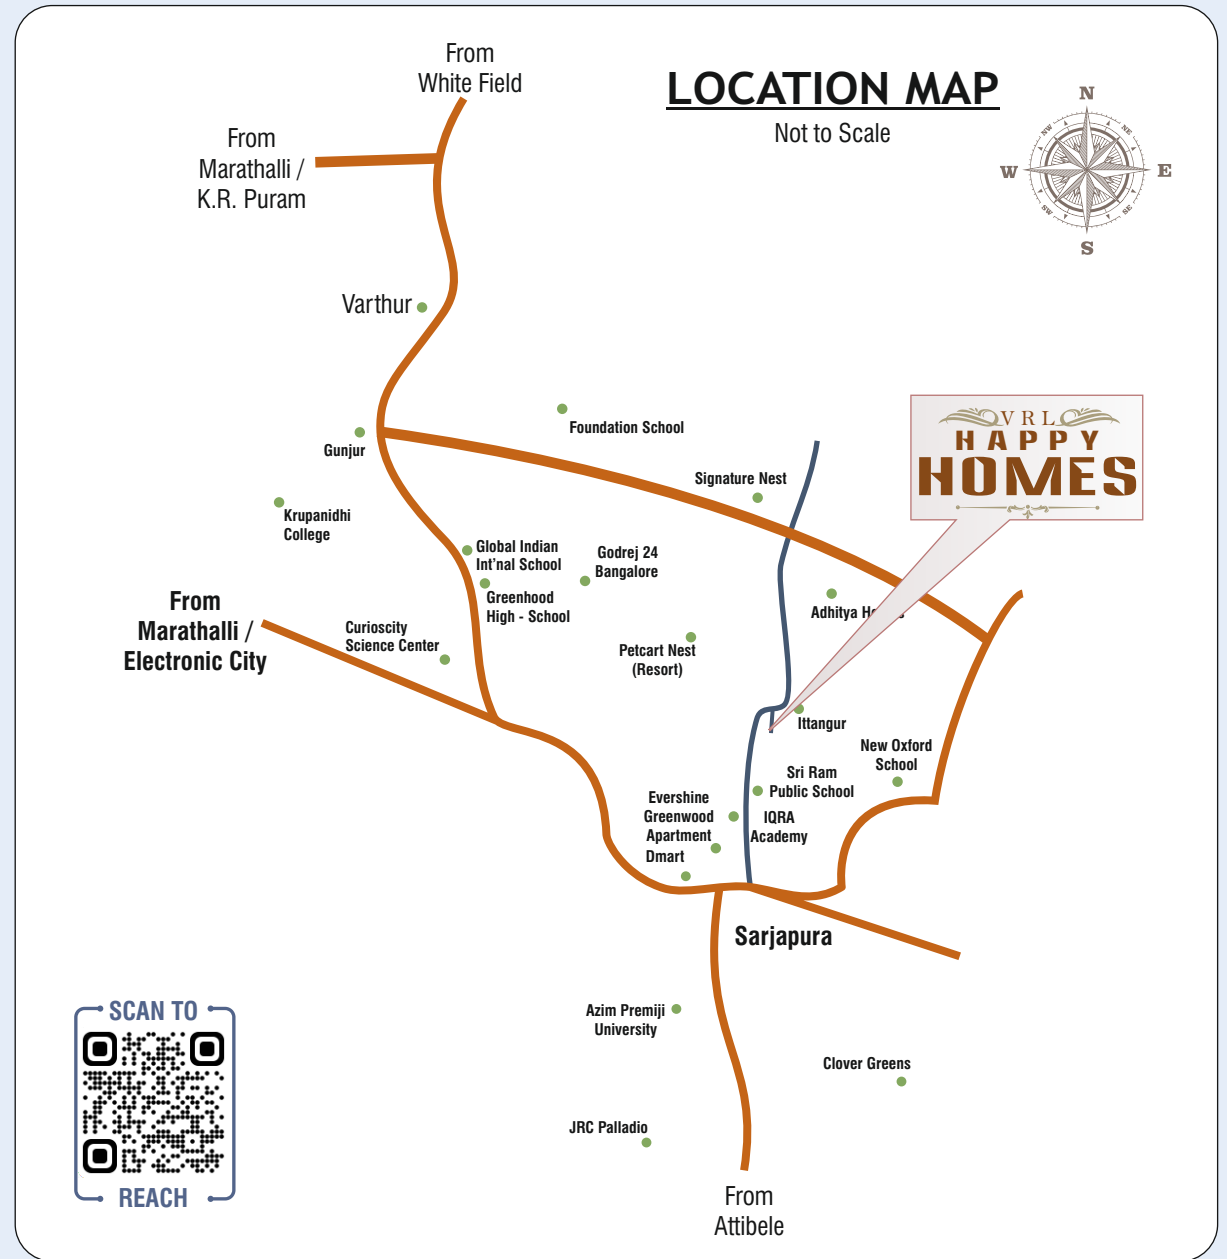 From
White Field
LOCATION MAP
Not to Scale
N
NW
NE
W
E
SW
SE
S
From
Marathalli /
K.R. Puram
Varthur
VRL
HAPPY
HOMES
Foundation School
Gunjur
Signature Nest
Krupanidhi
College
Global Indian
Int'nal School
Godrej 24
Bangalore
Greenhood
High - School
Adhitya
From
Marathalli /
Electronic City
Curioscity
Science Center
Petcart Nest
(Resort)
Ittangur
New Oxford
School
Sri Ram
Public School
Evershine
Greenwood
Apartment
IQRA
Academy
Dmart
Sarjapura
Azim Premiji
University
Clover Greens
JRC Palladio
From
Attibele
SCAN TO
REACH